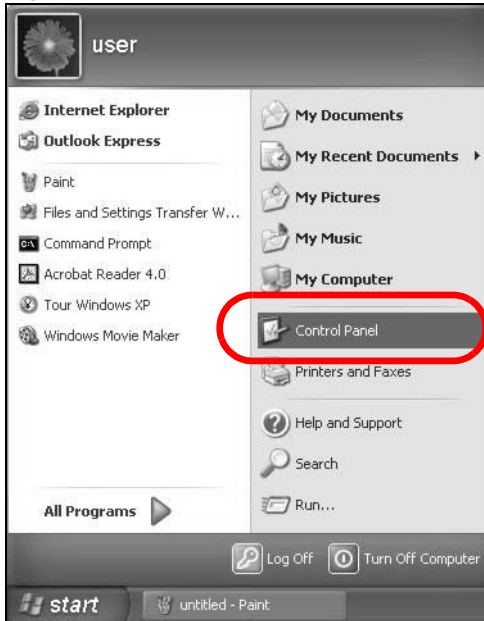 user
Internet Explorer
Outlook Express
Paint
Files and Settings Transfer W...
Command Prompt
Acrobat Reader 4.0
Tour Windows XP
Windows Movie Maker
All Programs
My Documents
My Recent Documents
My Pictures
My Music
My Computer
Control Panel
Printers and Faxes
Help and Support
Search
Run...
Log Off
Turn Off Computer
start
untitled - Paint